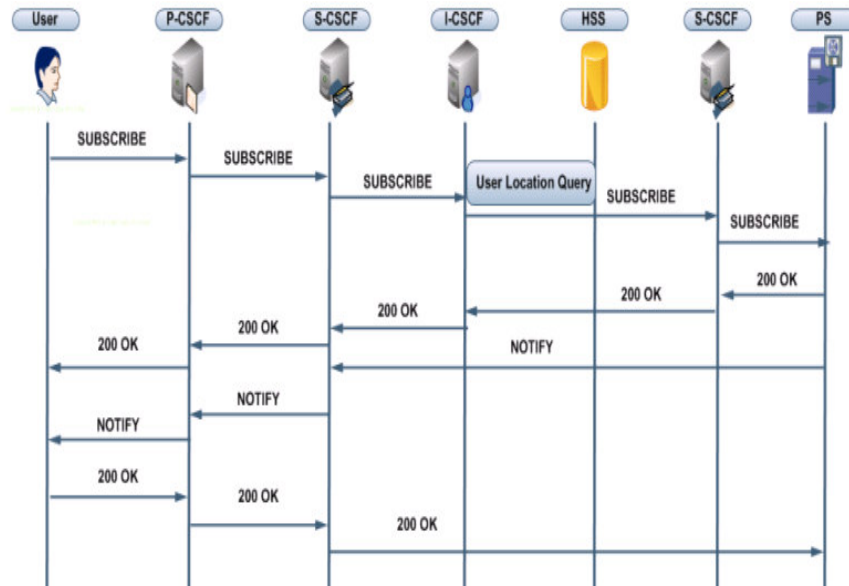 User P-CSCF S-CSCF I-CSCF HSS S-CSCF PS
SUBSCRIBE
SUBSCRIBE
SUBSCRIBE
User Location Query
SUBSCRIBE
SUBSCRIBE
200 OK
200 OK
200 OK
200 OK
200 OK
NOTIFY
NOTIFY
NOTIFY
200 OK
200 OK
200 OK